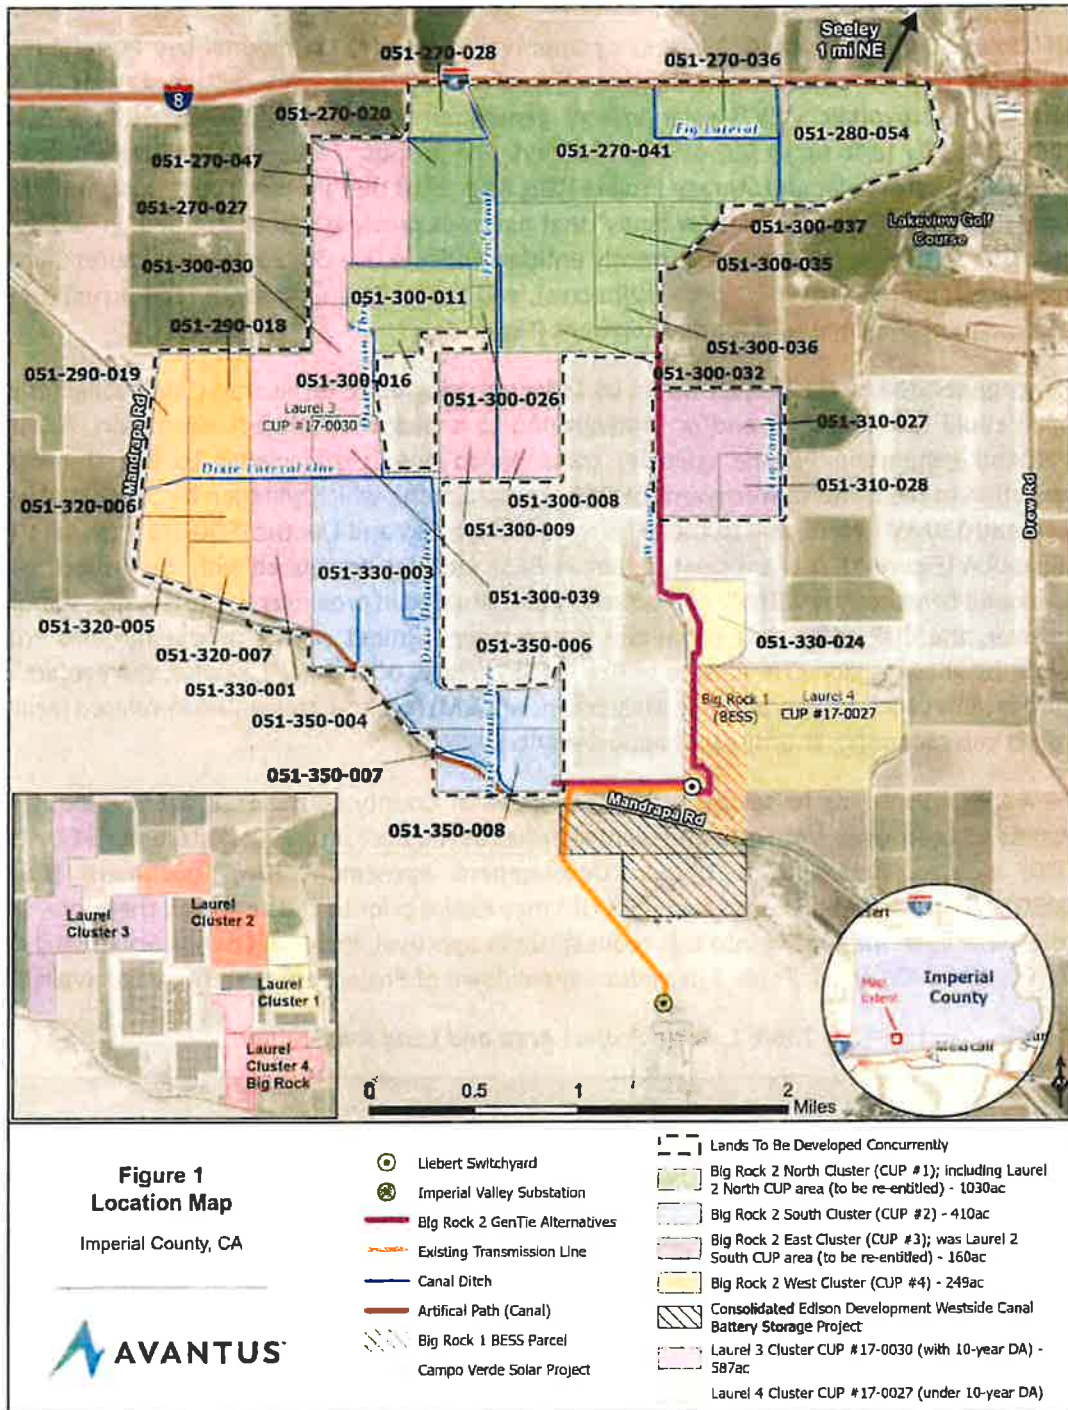 Seeley
1 mi NE
051-270-028
051-270-036
8
051-270-020
Fig Lateral
051-280-054
051-270-041
051-270-047
051-270-027
Fern Canal
051-300-037
Lakeview Golf
Course
051-300-030
051-300-035
051-300-011
051-290-018
051-300-036
051-290-019
051-300-016
051-300-032
051-300-026
Laurel 3
CUP #17-0030
051-310-027
Mandrapa Rd
Fig Canal
Drew Rd
Dixie Lateral One
051-310-028
051-320-006
051-300-008
051-300-009
051-330-003
051-300-039
051-320-005
051-330-024
051-320-007
051-350-006
051-330-001
Big Rock 1
(BESS)
Laurel 4
CUP #17-0027
051-350-004
051-350-007
Mandrapa Rd
051-350-008
Laurel
Cluster 3
Laurel
Cluster 2
Laurel
Cluster 1
Laurel
Cluster 4,
Big Rock
Imperial
County
Map
Extent
0
0.5
1
2
Miles
Figure 1
Location Map
Imperial County, CA
AVANTUS
Liebert Switchyard
Imperial Valley Substation
Big Rock 2 GenTie Alternatives
Existing Transmission Line
Canal Ditch
Artifical Path (Canal)
Big Rock 1 BESS Parcel
Campo Verde Solar Project
Lands To Be Developed Concurrently
Big Rock 2 North Cluster (CUP #1); including Laurel
2 North CUP area (to be re-entitled) - 1030ac
Big Rock 2 South Cluster (CUP #2) - 410ac
Big Rock 2 East Cluster (CUP #3); was Laurel 2
South CUP area (to be re-entitled) - 160ac
Big Rock 2 West Cluster (CUP #4) - 249ac
Consolidated Edison Development Westside Canal
Battery Storage Project
Laurel 3 Cluster CUP #17-0030 (with 10-year DA) -
587ac
Laurel 4 Cluster CUP #17-0027 (under 10-year DA)